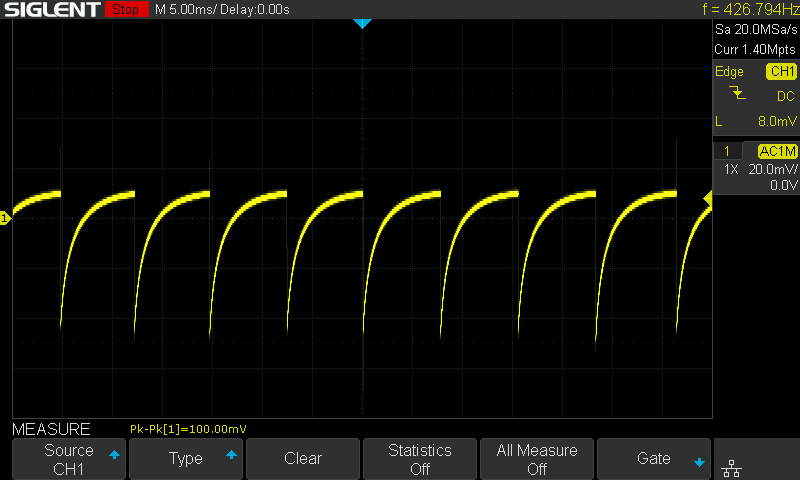 SIGLENT Stop M 5.00ms/ Delay:0.00s f = 426.794Hz
Sa 20.0MSa/s
Curr 1.40Mpts
Edge CH1
DC
L 8.0mV
1 AC1M
1X 20.0mV/
0.0V
1
MEASURE Pk-Pk[1]=100.00mV
Source
CH1
Type
Clear
Statistics
Off
All Measure
Off
Gate